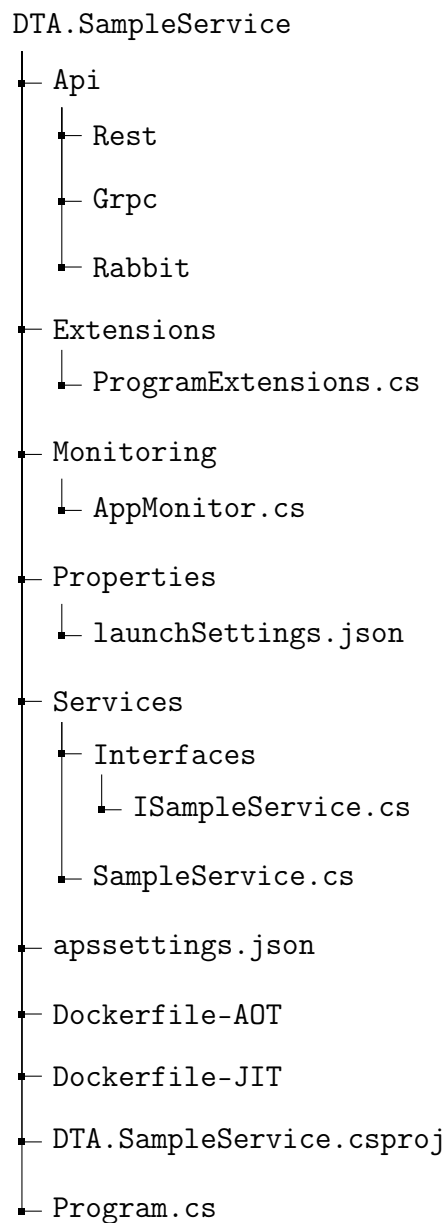 DTA.SampleService
Api
Rest
Grpc
Rabbit
Extensions
ProgramExtensions.cs
Monitoring
AppMonitor.cs
Properties
launchSettings.json
Services
Interfaces
ISampleService.cs
SampleService.cs
apssettings.json
Dockerfile-AOT
Dockerfile-JIT
DTA.SampleService.csproj
Program.cs